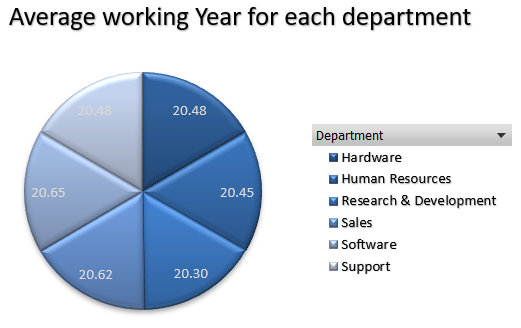 Average working Year for each department
20.48
20.48
20.65
20.45
20.62
20.30
Department
Hardware
Human Resources
Research & Development
Sales
Software
Support